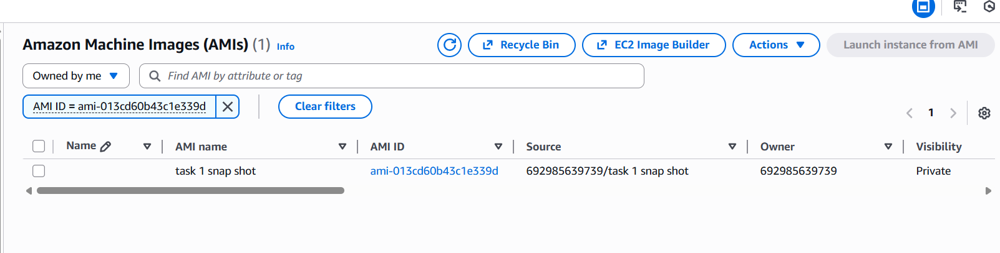 Amazon Machine Images (AMIs) (1) Info Recycle Bin EC2 Image Builder Actions Launch instance from AMI
Owned by me Find AMI by attribute or tag
AMI ID = ami-013cd60b43c1e339d Clear filters 1
Name AMI name AMI ID Source Owner Visibility
task 1 snap shot ami-013cd60b43c1e339d 692985639739/task 1 snap shot 692985639739 Private